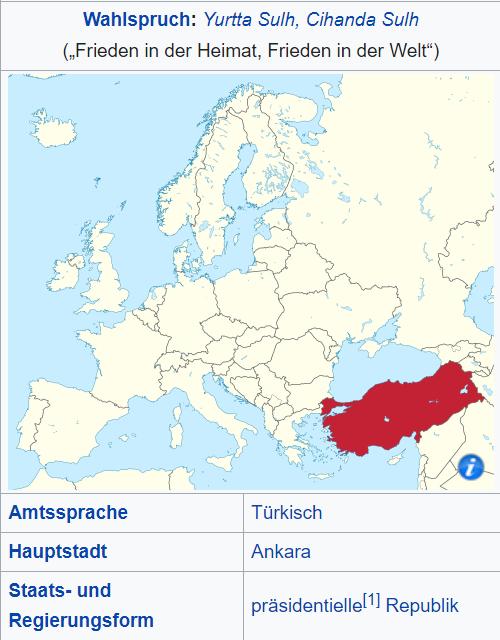 Wahlspruch: Yurtta Sulh, Cihanda Sulh
(„Frieden in der Heimat, Frieden in der Welt“)
i
Amtssprache Türkisch
Hauptstadt Ankara
Staats- und
Regierungsform präsidentielle[1] Republik